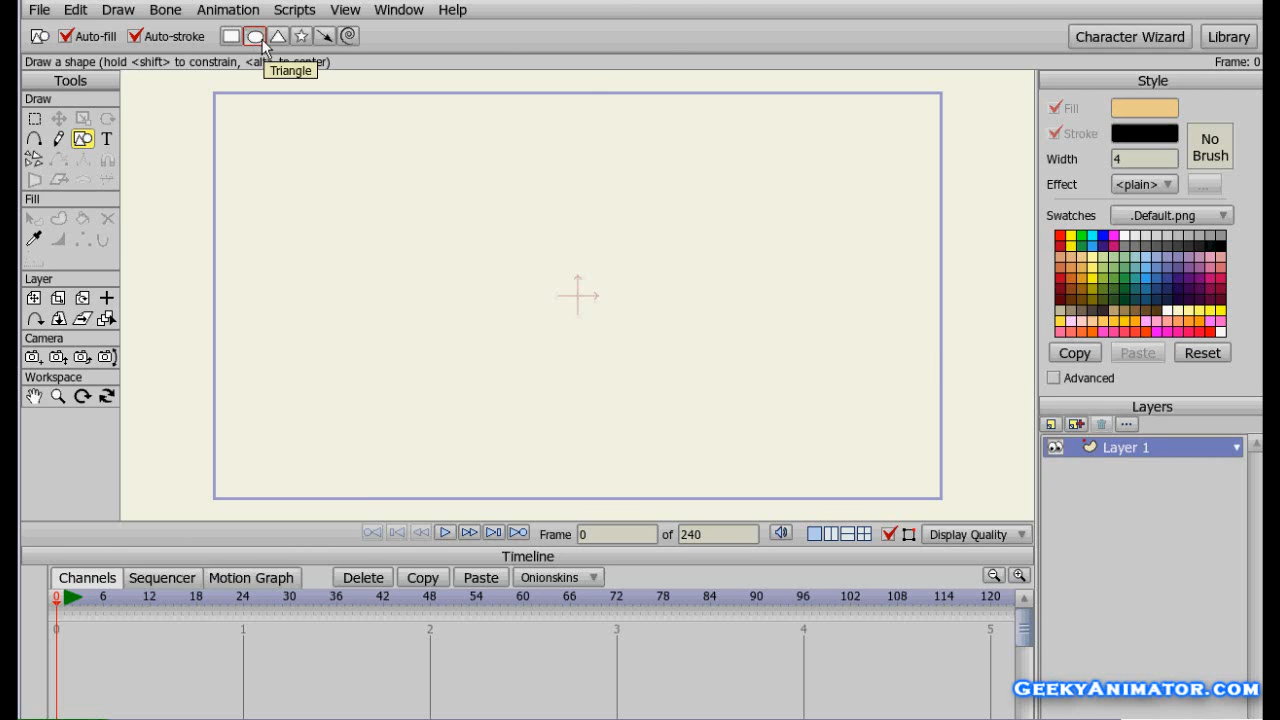 File Edit Draw Bone Animation Scripts View Window Help
Auto-fill Auto-stroke Character Wizard Library
Draw a shape (hold <shift> to constrain, <alt> to center) Frame: 0
Triangle
Tools
Draw
T
Fill
Layer
Camera
Workspace
Style
Fill
Stroke
No
Brush
Width 4
Effect <plain> ...
Swatches .Default.png
Copy Paste Reset
Advanced
Layers
...
Layer 1
Frame 0 of 240 Display Quality
Timeline
Channels Sequencer Motion Graph Delete Copy Paste Onionskins
0 6 12 18 24 30 36 42 48 54 60 66 72 78 84 90 96 102 108 114 120
0 1 2 3 4 5
GeekyAnimator.com